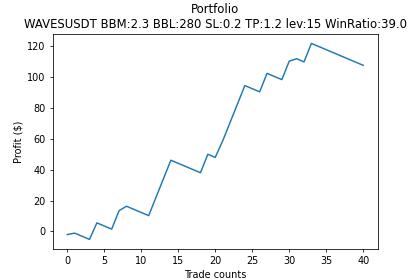 Portfolio
WAVESUSDT BBM:2.3 BBL:280 SL:0.2 TP:1.2 lev:15 WinRatio:39.0
120
100
80
60
40
20
0
Profit ($)
0 5 10 15 20 25 30 35 40
Trade counts